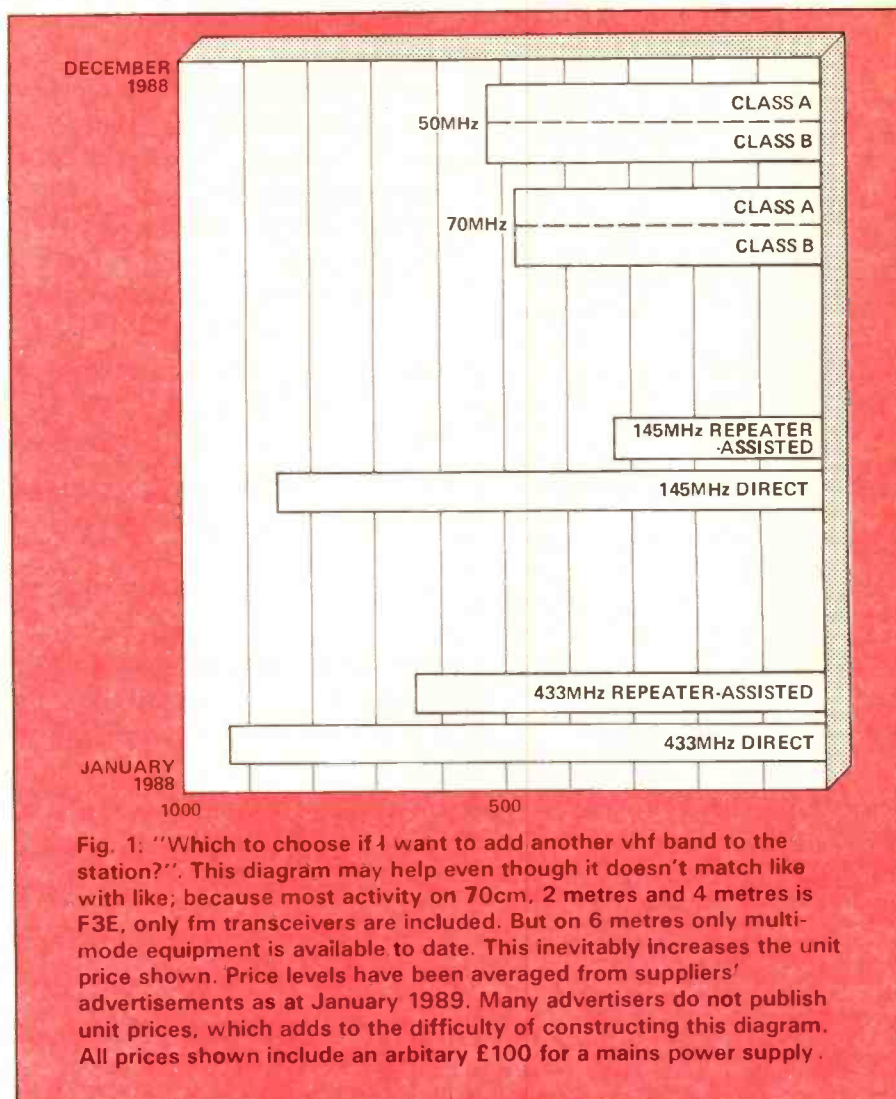 DECEMBER
1988
CLASS A
50MHz
CLASS B
CLASS A
70MHz
CLASS B
145MHz REPEATER
-ASSISTED
145MHz DIRECT
433MHz REPEATER-ASSISTED
433MHz DIRECT
JANUARY
1988
1000
500
Fig. 1: "Which to choose if I want to add another vhf band to the
station?". This diagram may help even though it doesn't match like
with like; because most activity on 70cm, 2 metres and 4 metres is
F3E, only fm transceivers are included. But on 6 metres only multi-
mode equipment is available to date. This inevitably increases the unit
price shown. Price levels have been averaged from suppliers'
advertisements as at January 1989. Many advertisers do not publish
unit prices, which adds to the difficulty of constructing this diagram.
All prices shown include an arbitary £100 for a mains power supply.